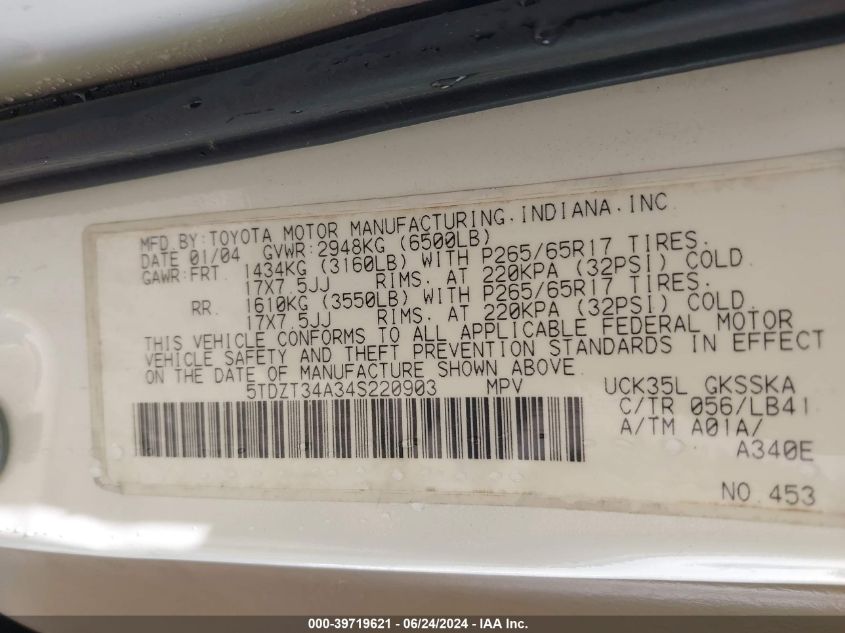 MFD.BY:TOYOTA MOTOR MANUFACTURING.INDIANA.INC
DATE 01/04 GVWR:2948KG (6500LB)
GAWR:FRT. 1434KG (3160LB) WITH P265/65R17 TIRES.
17X7.5JJ RIMS. AT 220KPA (32PSI) COLD
RR. 1610KG (3550LB) WITH P265/65R17 TIRES.
17X7.5JJ RIMS. AT 220KPA (32PSI) COLD.
THIS VEHICLE CONFORMS TO ALL APPLICABLE FEDERAL MOTOR
VEHICLE SAFETY AND THEFT PREVENTION STANDARDS IN EFFECT
ON THE DATE OF MANUFACTURE SHOWN ABOVE.
5TDZT34A34S220903 MPV UCK35L GKSSKA
C/TR 056/LB41
A/TM A01A/
A340E
NO.453
000-39719621 - 06/24/2024 - IAA Inc.